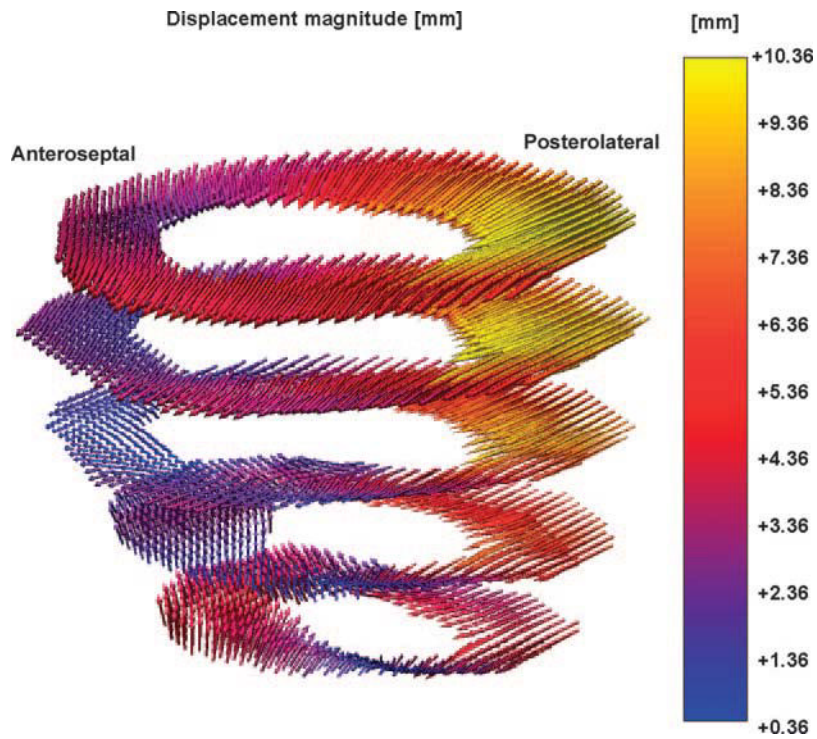 Displacement magnitude [mm]
[mm]
+10.36
+9.36
+8.36
+7.36
+6.36
+5.36
+4.36
+3.36
+2.36
+1.36
+0.36
Anteroseptal
Posterolateral